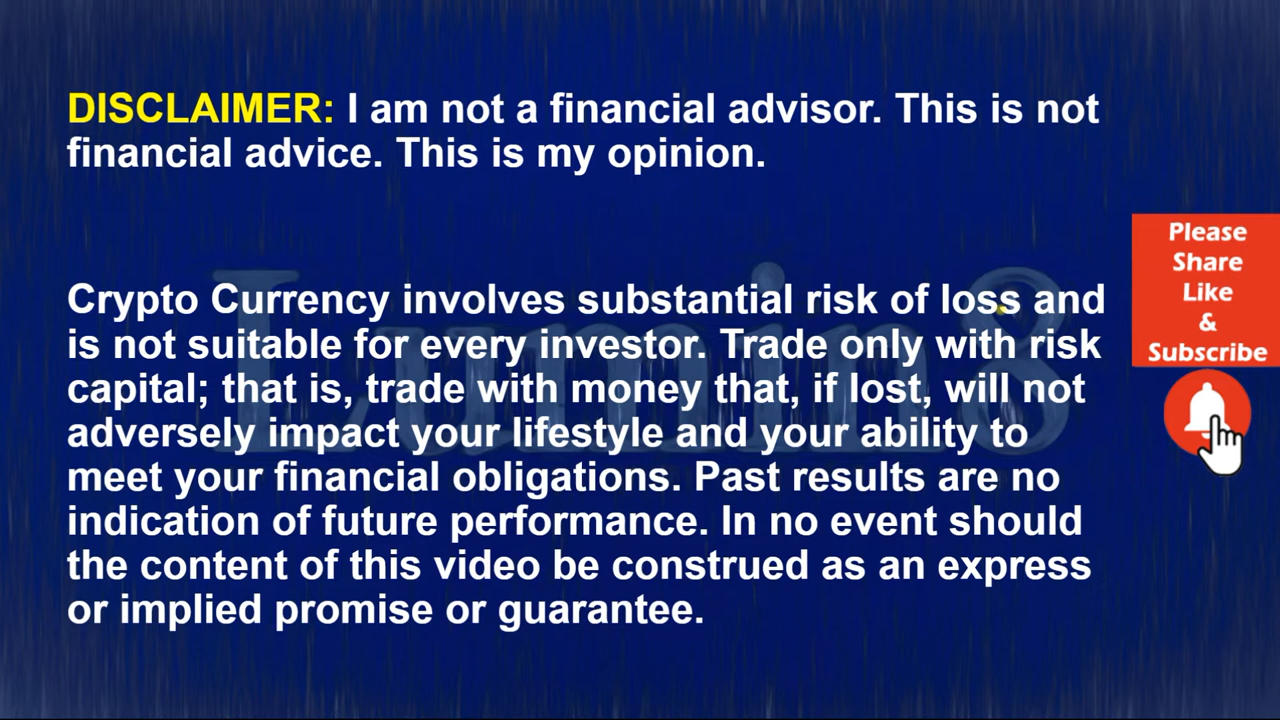 DISCLAIMER: I am not a financial advisor. This is not
financial advice. This is my opinion.
Crypto Currency involves substantial risk of loss and
is not suitable for every investor. Trade only with risk
capital; that is, trade with money that, if lost, will not
adversely impact your lifestyle and your ability to
meet your financial obligations. Past results are no
indication of future performance. In no event should
the content of this video be construed as an express
or implied promise or guarantee.
Lumin8
Please
Share
Like
&
Subscribe